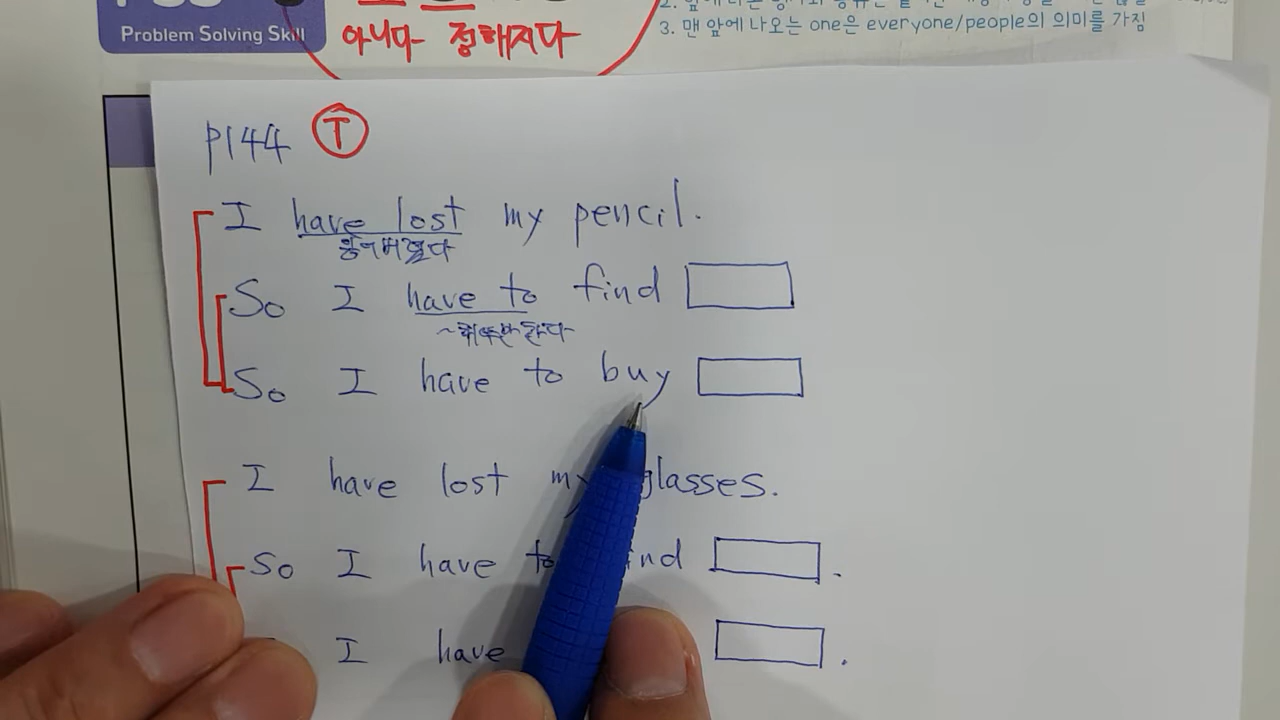 Problem Solving Skill
아니다 정해지다
3. 맨 앞에 나오는 one은 everyone/people의 의미를 가짐
P144 T
I have lost my pencil.
잃어버렸다
So I have to find
~해야만 한다
So I have to buy
I have lost my glasses.
So I have to
I have